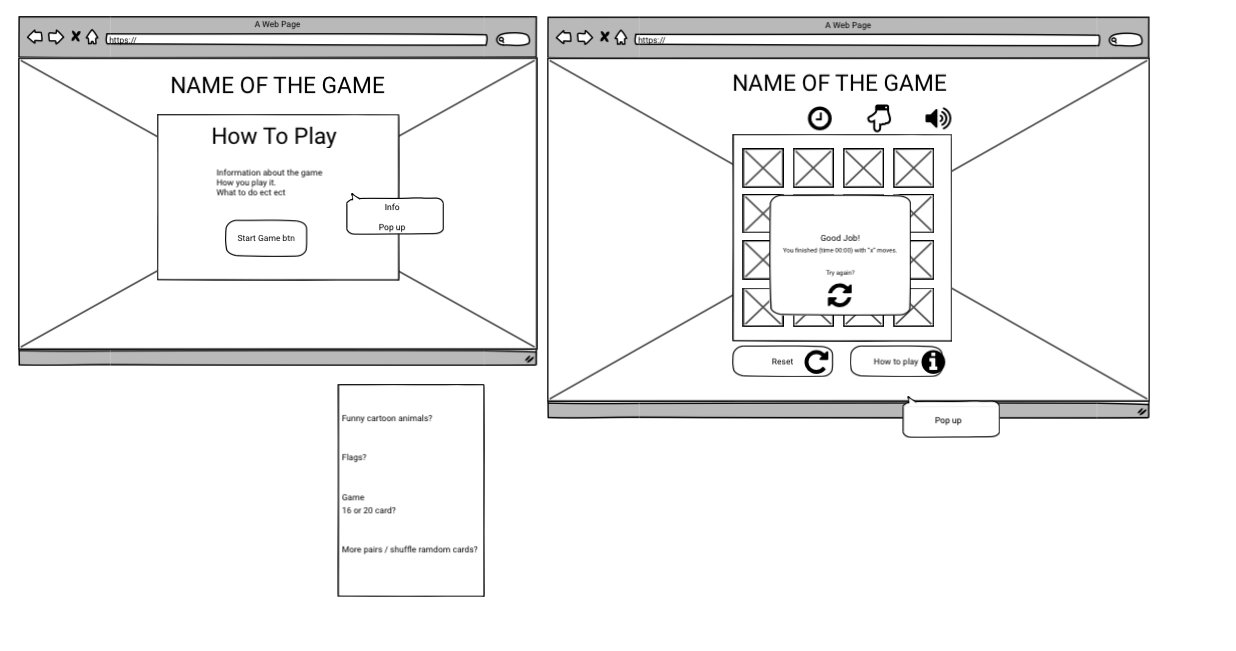 A Web Page
https://
NAME OF THE GAME
How To Play
Information about the game
How you play it.
What to do ect ect
Info
Pop up
Start Game btn
A Web Page
https://
NAME OF THE GAME
Good Job!
You finished (time 00:00) with "x" moves.
Try again?
Reset
How to play
Pop up
Funny cartoon animals?
Flags?
Game
16 or 20 card?
More pairs / shuffle ramdom cards?